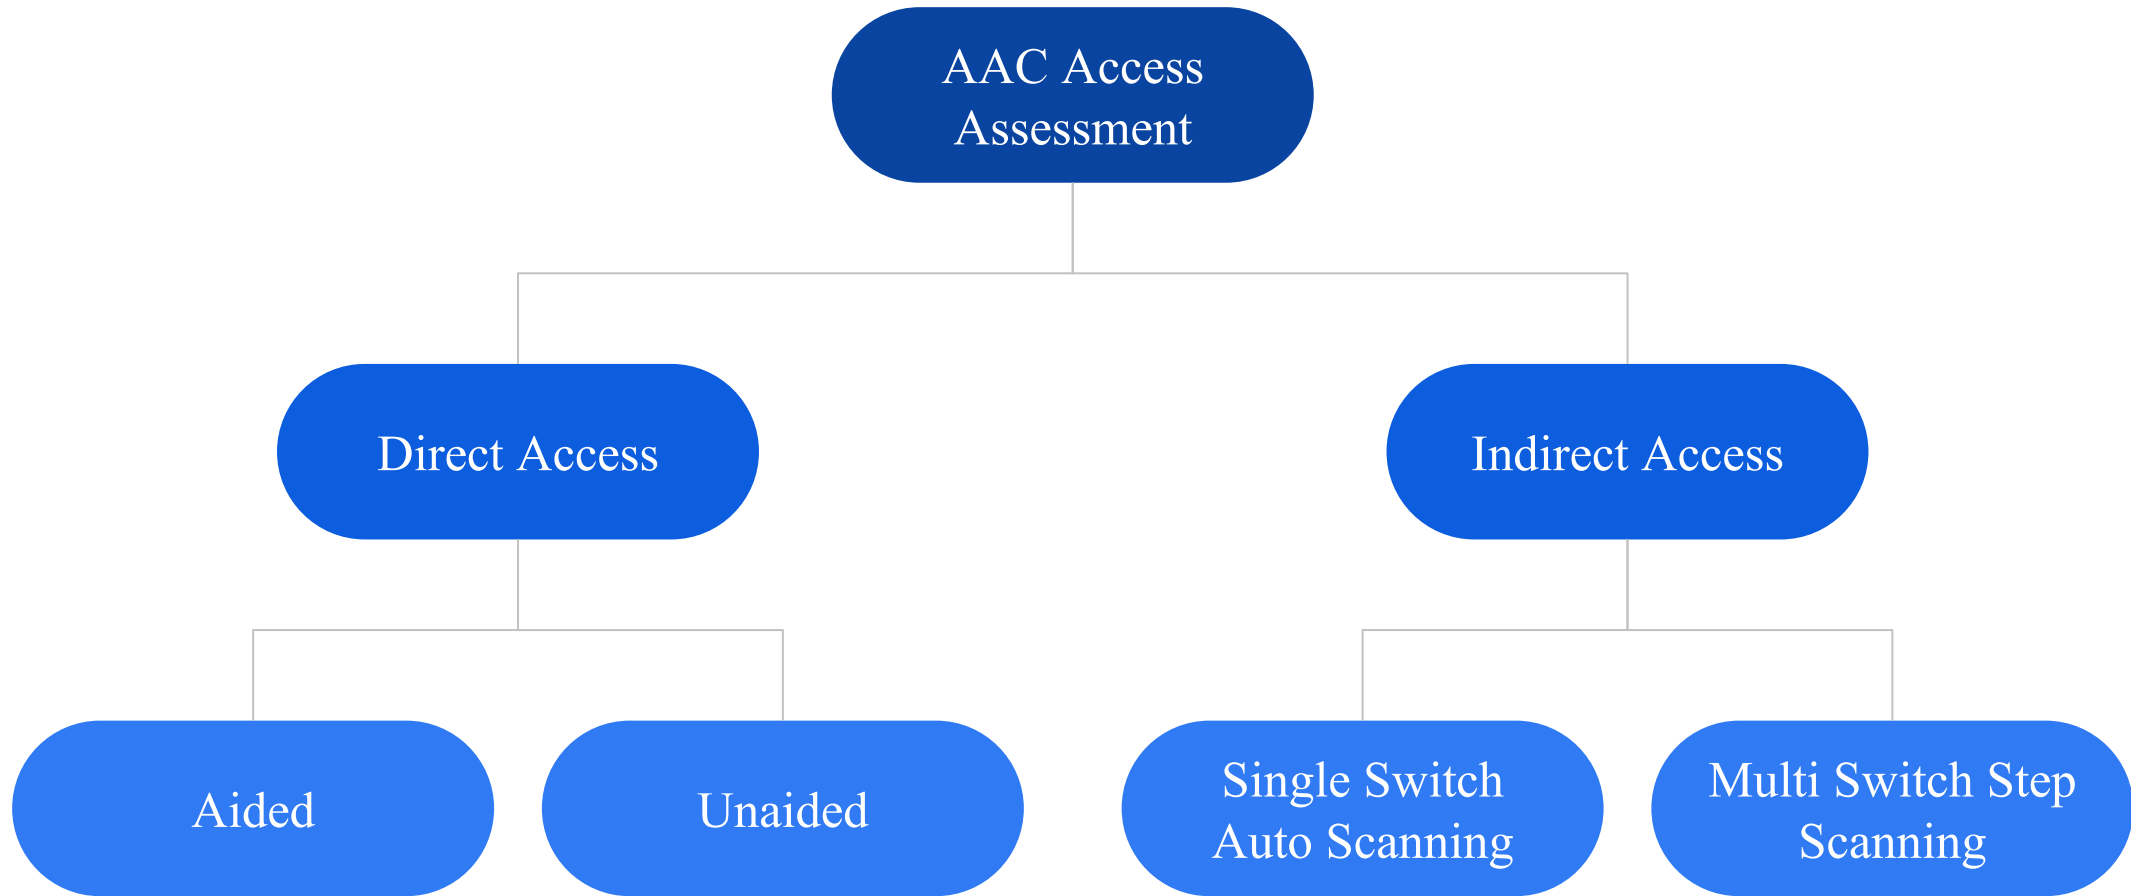 AAC Access
Assessment
Direct Access
Indirect Access
Aided
Unaided
Single Switch
Auto Scanning
Multi Switch Step
Scanning